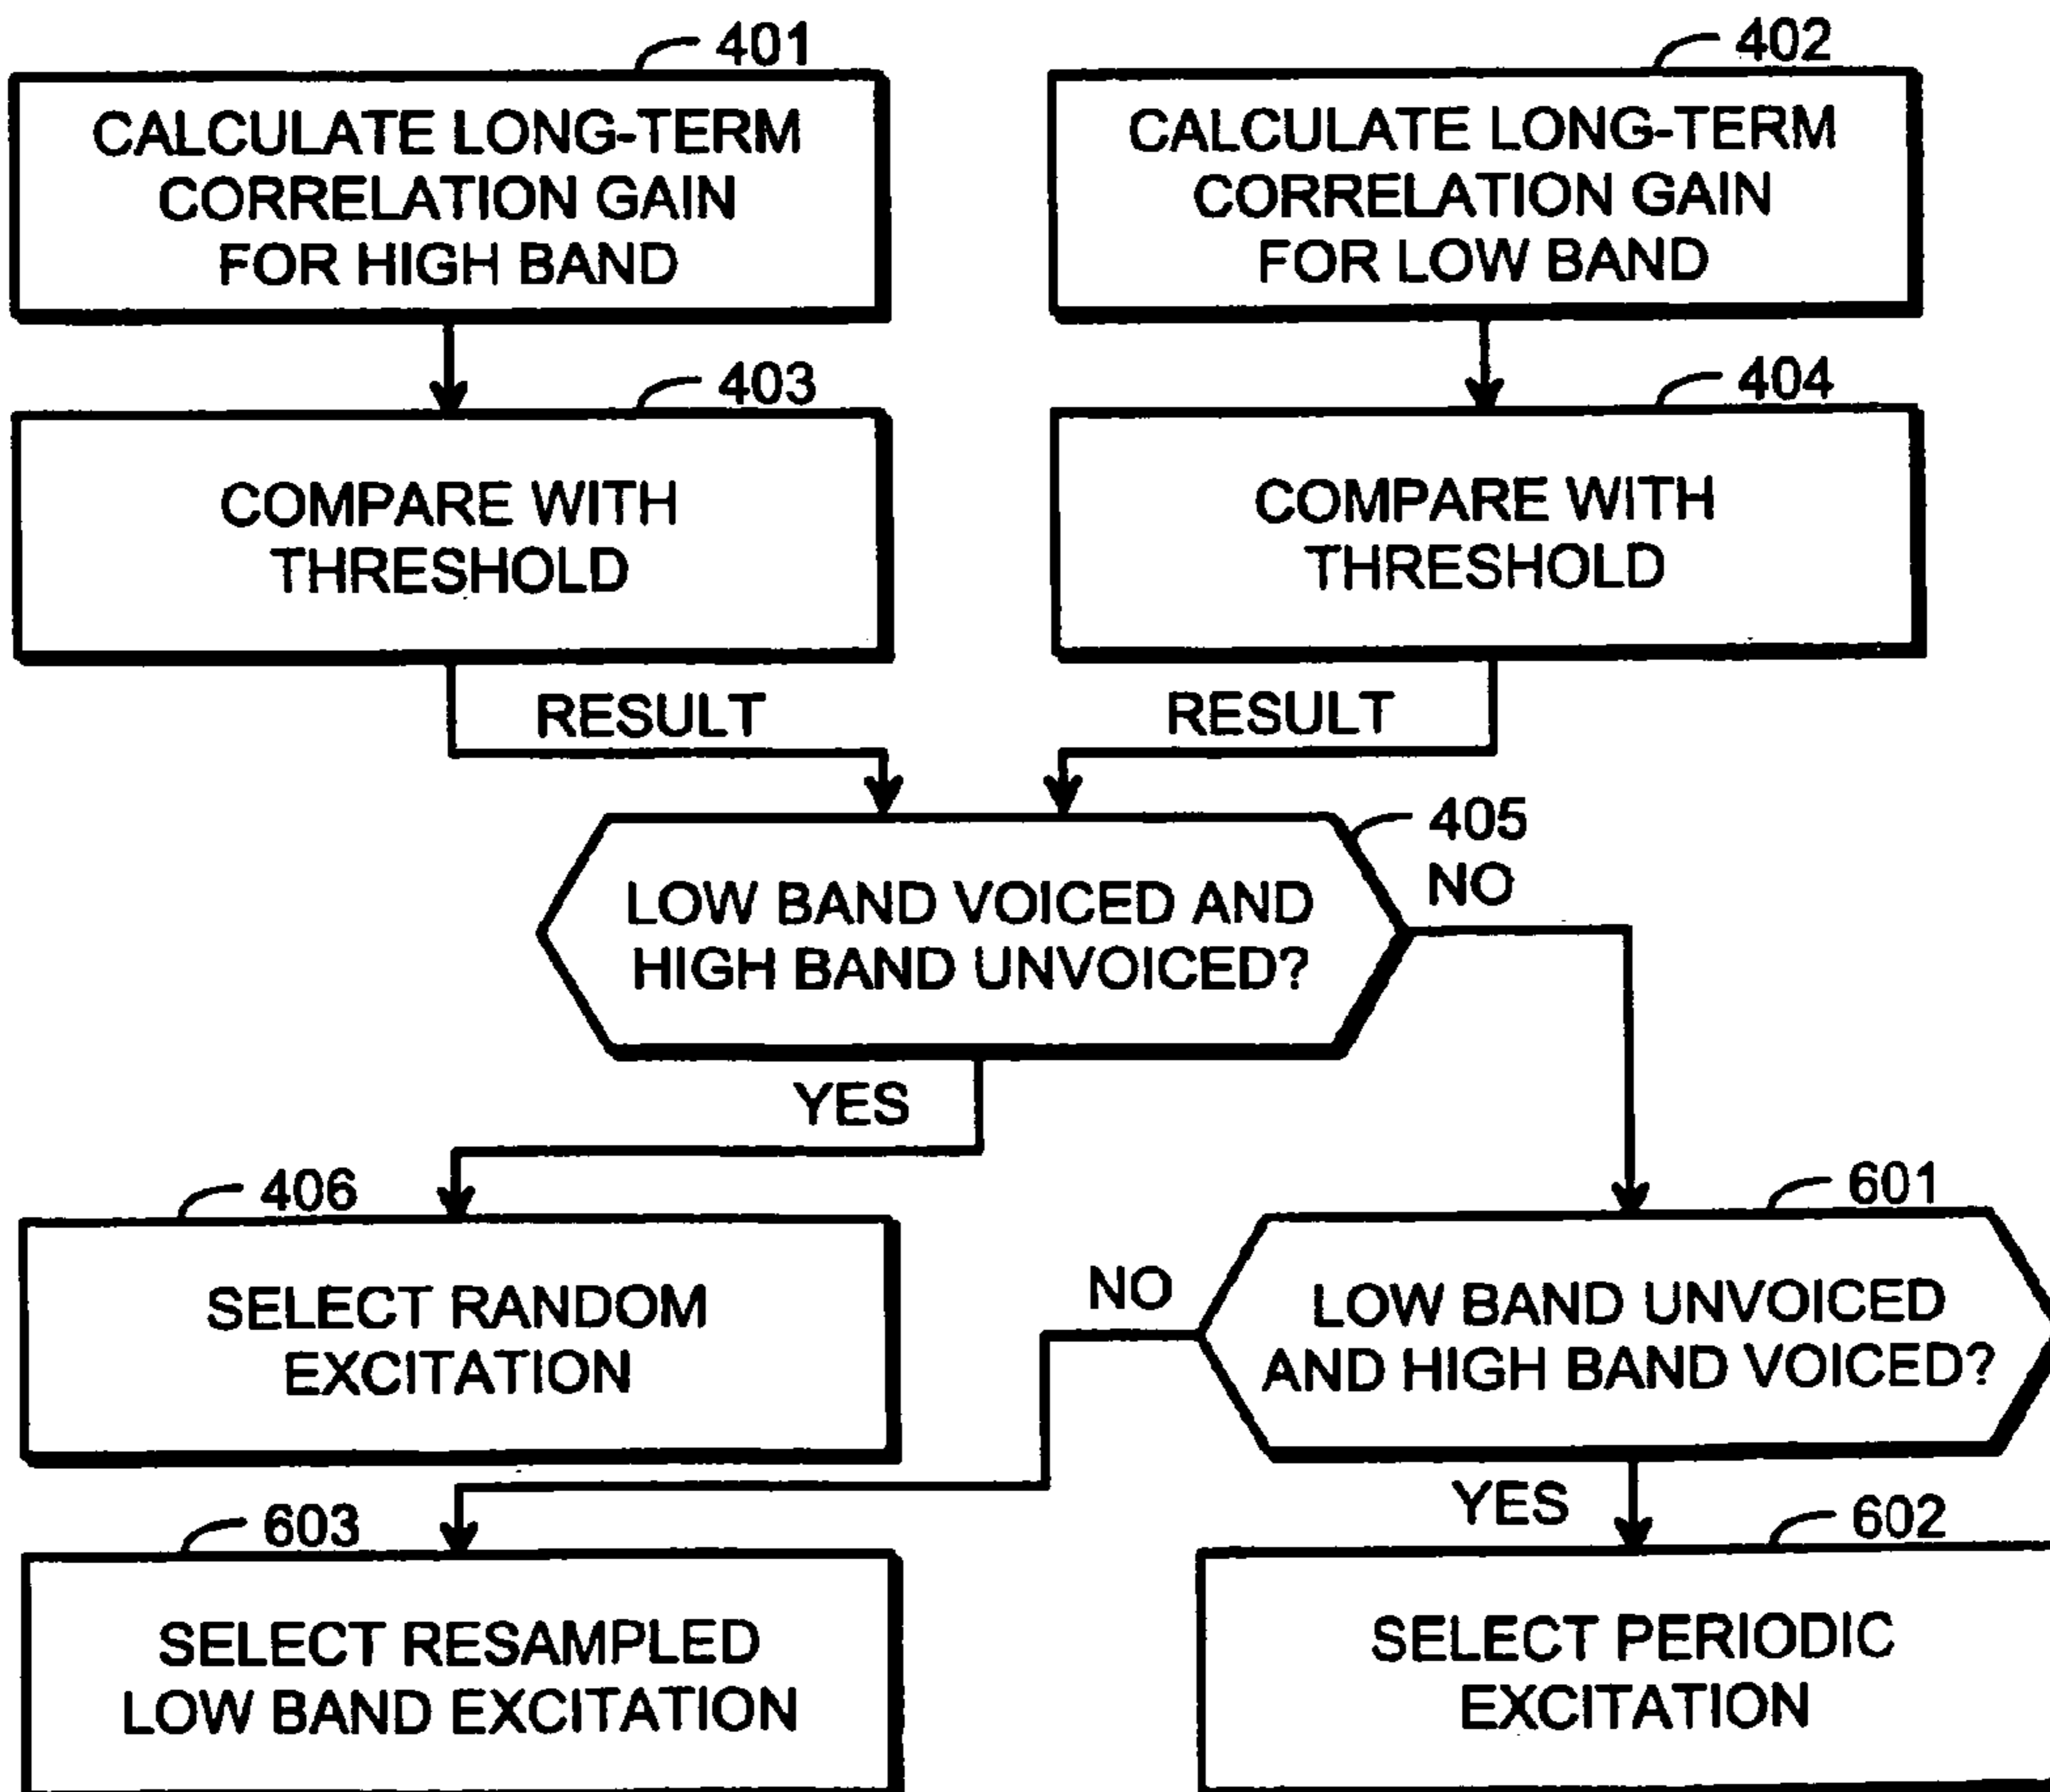 401
CALCULATE LONG-TERM
CORRELATION GAIN
FOR HIGH BAND
402
CALCULATE LONG-TERM
CORRELATION GAIN
FOR LOW BAND
403
COMPARE WITH
THRESHOLD
404
COMPARE WITH
THRESHOLD
RESULT
RESULT
405
LOW BAND VOICED AND
HIGH BAND UNVOICED?
NO
YES
406
SELECT RANDOM
EXCITATION
601
LOW BAND UNVOICED
AND HIGH BAND VOICED?
NO
YES
603
SELECT RESAMPLED
LOW BAND EXCITATION
602
SELECT PERIODIC
EXCITATION